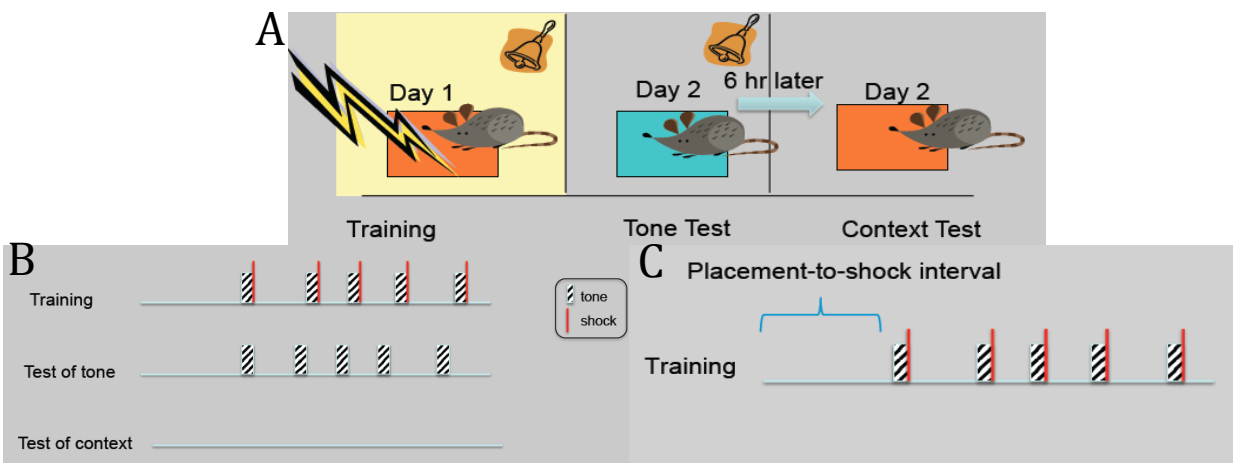 A
Day 1
Day 2
6 hr later
Day 2
Training
Tone Test
Context Test
B
Training
Test of tone
Test of context
tone
shock
C
Placement-to-shock interval
Training